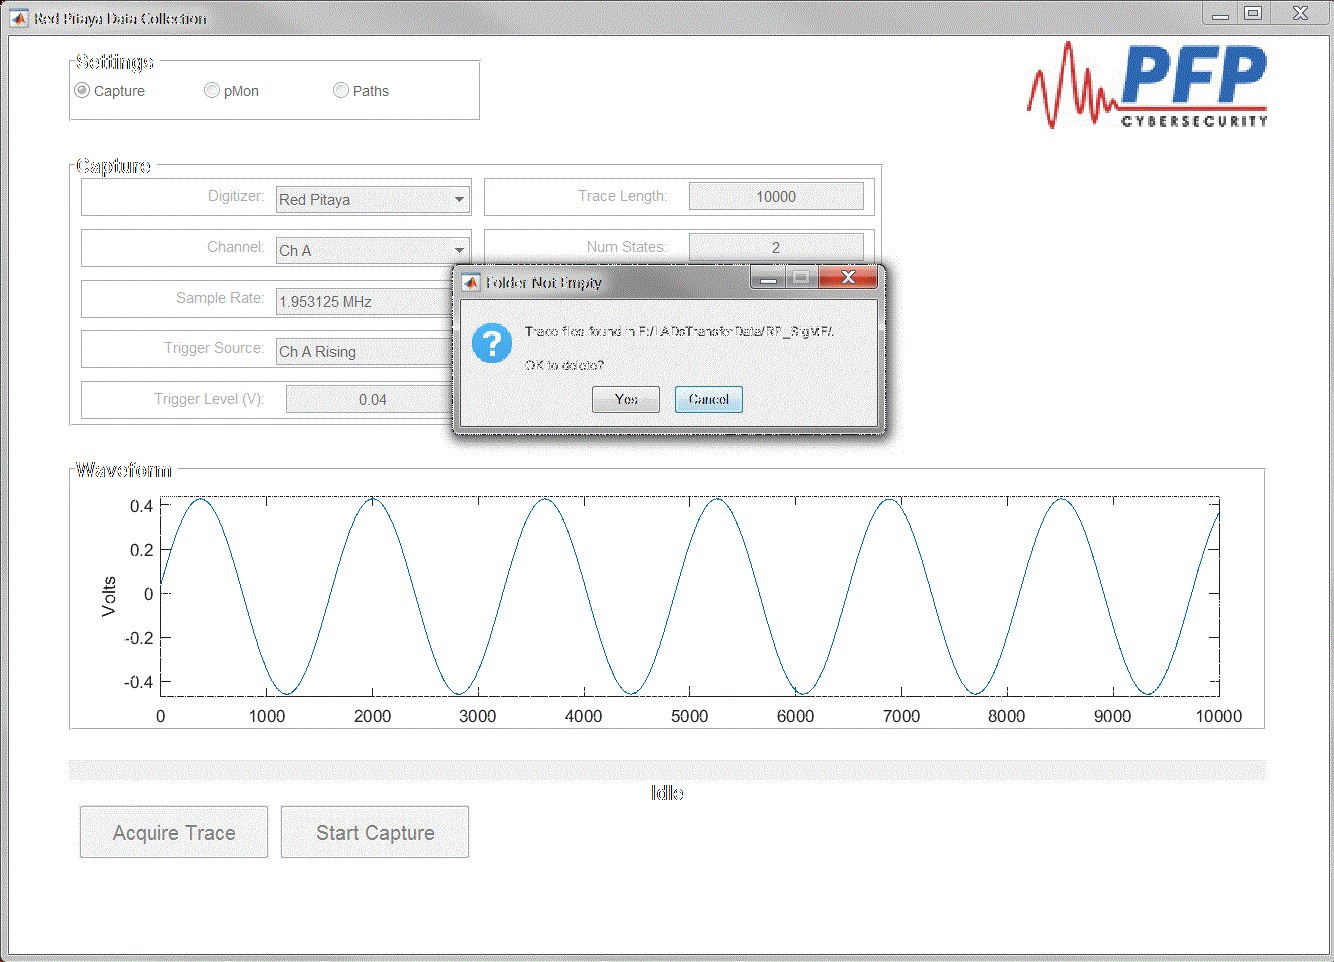 Red Pitaya Data Collection
PFP
CYBERSECURITY
Settings
Capture pMon Paths
Capture
Digitizer: Red Pitaya Trace Length: 10000
Channel: Ch A Num States: 2
Sample Rate: 1.953125 MHz
Trigger Source: Ch A Rising
Trigger Level (V): 0.04
Folder Not Empty
Trace files found in
OK to delete?
Yes Cancel
Waveform
Volts
0.4
0.2
0
-0.2
-0.4
0 1000 2000 3000 4000 5000 6000 7000 8000 9000 10000
Idle
Acquire Trace Start Capture